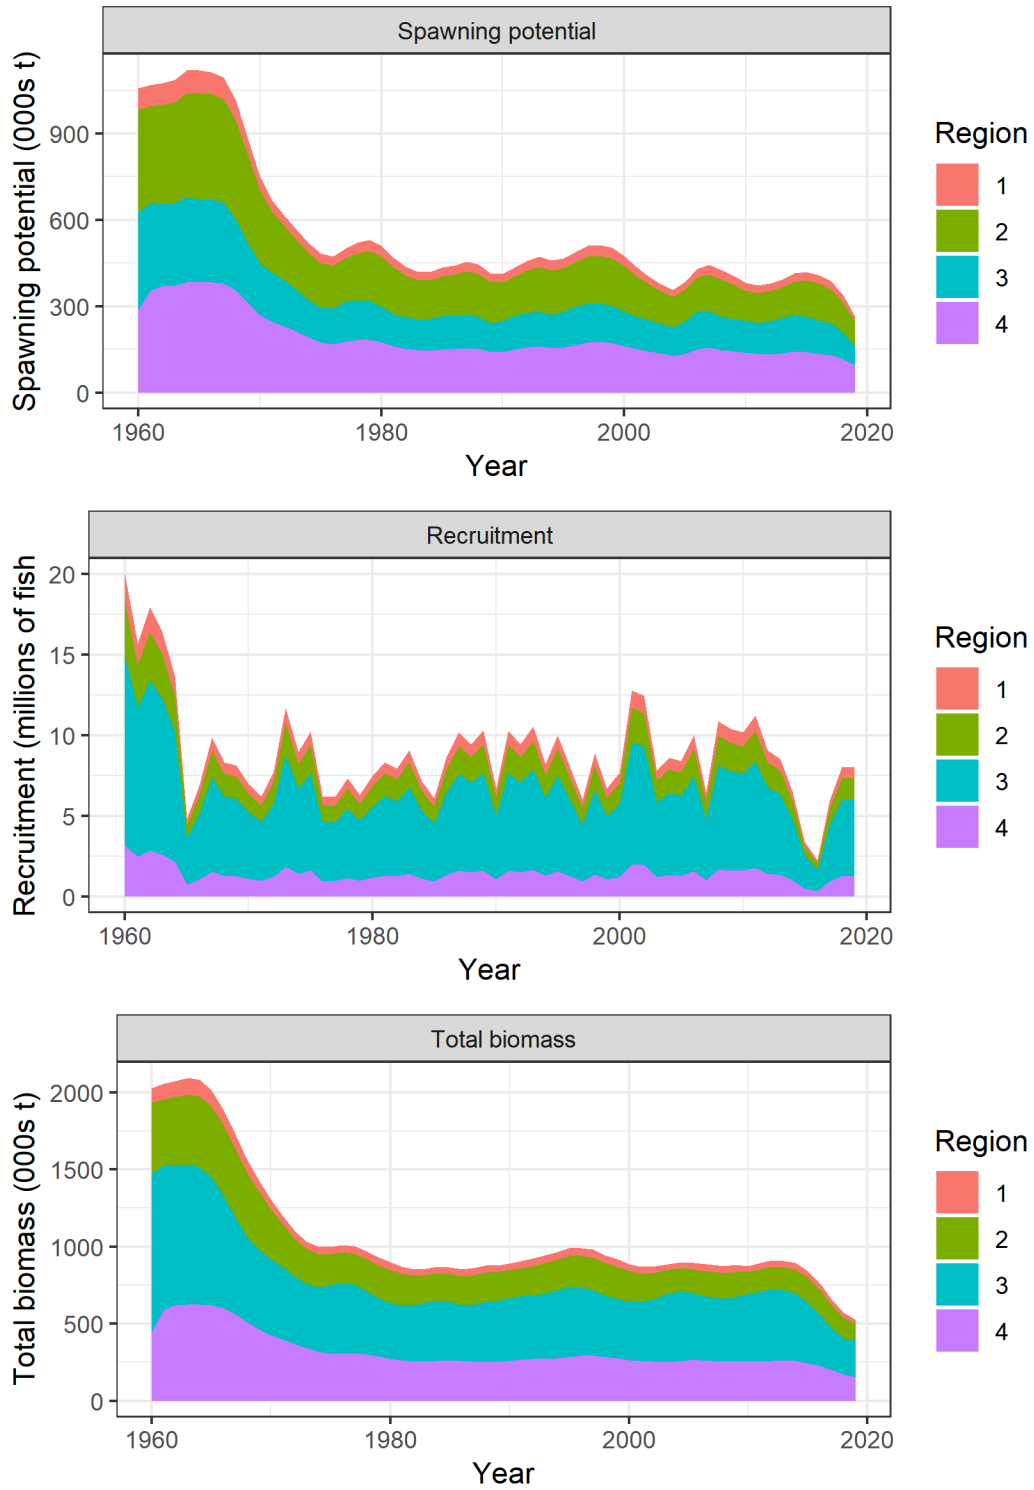 Spawning potential
Spawning potential (000s t)
900
600
300
0
1960 1980 2000 2020
Year
Region
1
2
3
4
Recruitment
Recruitment (millions of fish
20
15
10
5
0
1960 1980 2000 2020
Year
Region
1
2
3
4
Total biomass
Total biomass (000s t)
2000
1500
1000
500
0
1960 1980 2000 2020
Year
Region
1
2
3
4